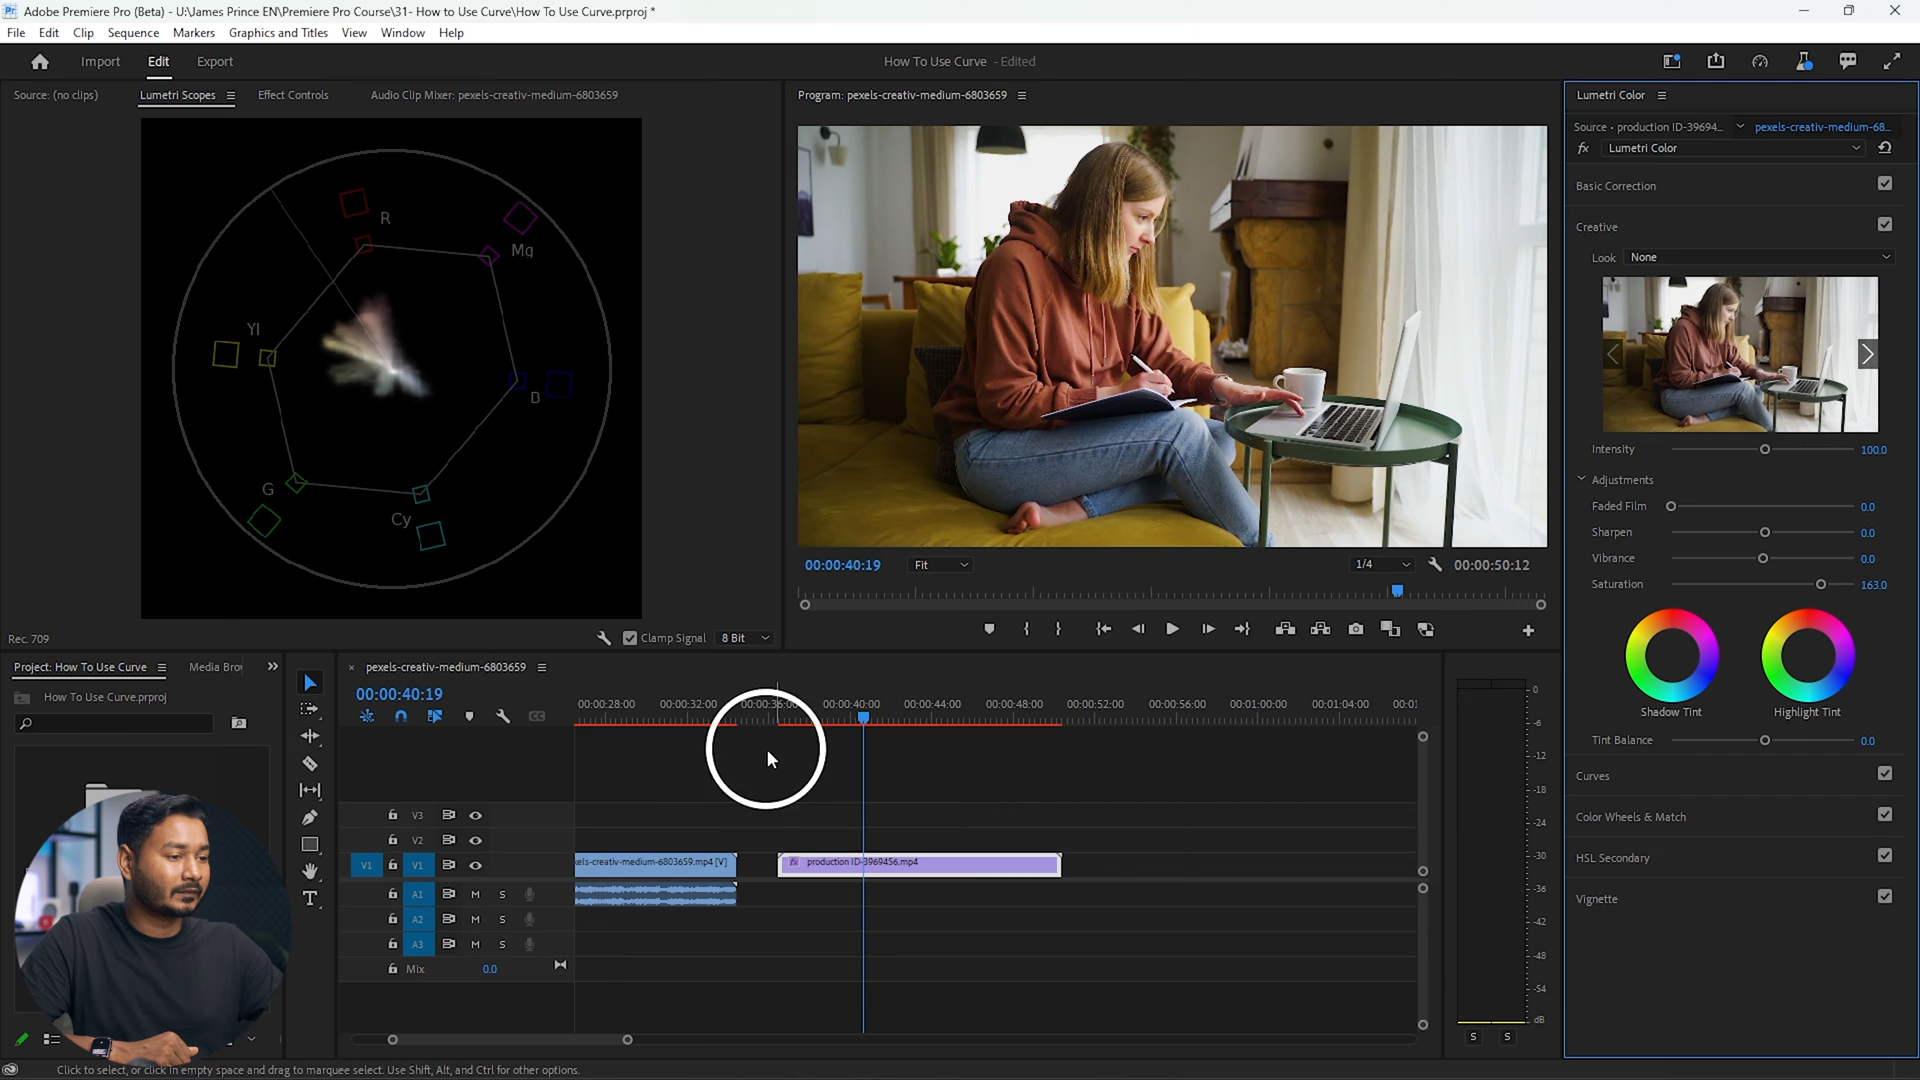 Adobe Premiere Pro (Beta) - U:\James Prince EN\Premiere Pro Course\31- How to Use Curve\How To Use Curve.prproj *
File Edit Clip Sequence Markers Graphics and Titles View Window Help
Import Edit Export
How To Use Curve - Edited
Source: (no clips) Lumetri Scopes Effect Controls Audio Clip Mixer: pexels-creativ-medium-6803659
Program: pexels-creativ-medium-6803659
Lumetri Color
Source • production ID-39694... pexels-creativ-medium-68...
fx Lumetri Color
Basic Correction
Creative
Look None
R
Mg
Yl
B
G
Cy
Intensity 100.0
Adjustments
Faded Film 0.0
Sharpen 0.0
Vibrance 0.0
Saturation 163.0
00:00:40:19 Fit 1/4 00:00:50:12
Rec. 709 Clamp Signal 8 Bit
Shadow Tint Highlight Tint
Tint Balance 0.0
Curves
Color Wheels & Match
HSL Secondary
Vignette
Project: How To Use Curve Media Brow
How To Use Curve.prproj
× pexels-creativ-medium-6803659
00:00:40:19
00:00:28:00 00:00:32:00 00:00:36:00 00:00:40:00 00:00:44:00 00:00:48:00 00:00:52:00 00:00:56:00 00:01:00:00 00:01:04:00 00:01:
V3
V2
V1 V1 xels-creativ-medium-6803659.mp4 [V] fx production ID-3969456.mp4
A1 M S
A2 M S
A3 M S
Mix 0.0
0
-6
-12
-18
-24
-30
-36
-42
-48
-54
dB
S S
Click to select, or click in empty space and drag to marquee select. Use Shift, Alt, and Ctrl for other options.